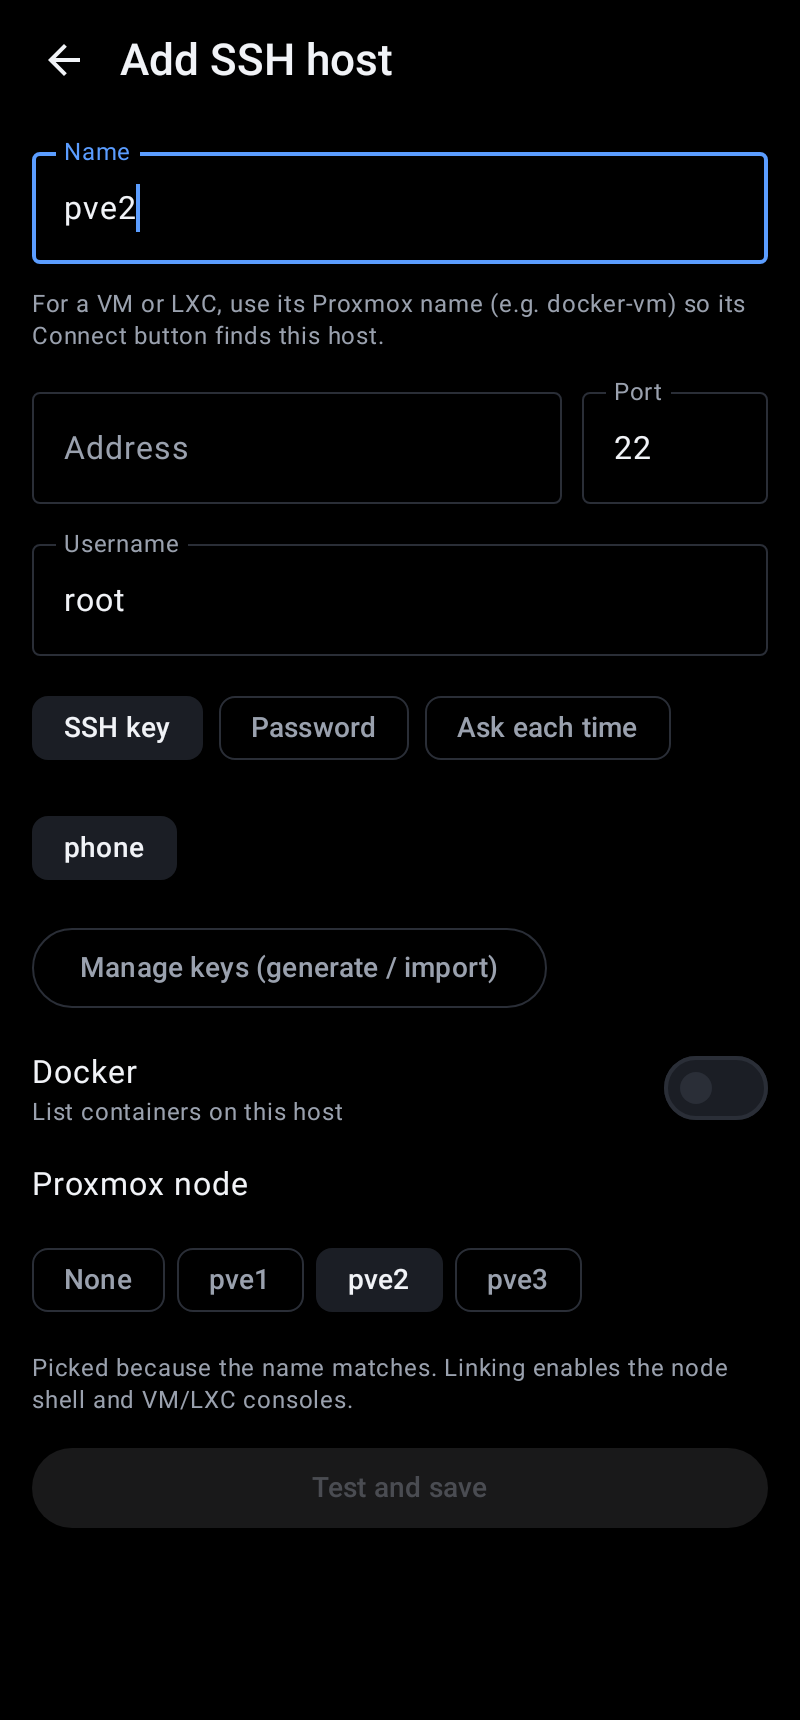 Add SSH host
Name
pve2
For a VM or LXC, use its Proxmox name (e.g. docker-vm) so its
Connect button finds this host.
Address
Port
22
Username
root
SSH key
Password
Ask each time
phone
Manage keys (generate / import)
Docker
List containers on this host
Proxmox node
None
pve1
pve2
pve3
Picked because the name matches. Linking enables the node
shell and VM/LXC consoles.
Test and save